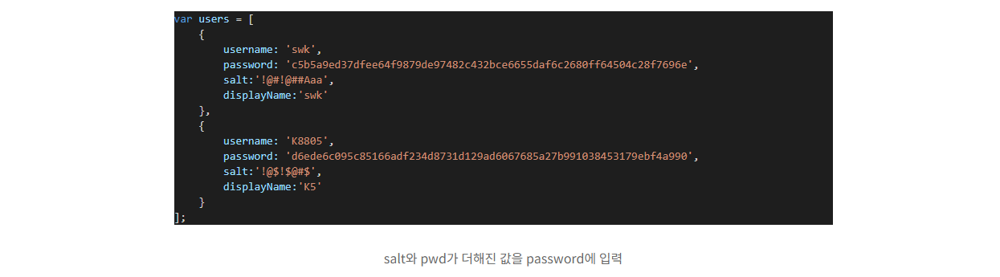 var users = [
    {
        username: 'swk',
        password: 'c5b5a9ed37dfee64f9879de97482c432bce6655daf6c2680ff64504c28f7696e',
        salt:'!@#!@##Aaa',
        displayName:'swk'
    },
    {
        username: 'K8805',
        password: 'd6ede6c095c85166adf234d8731d129ad6067685a27b991038453179ebf4a990',
        salt:'!@$!$@#$',
        displayName:'K5'
    }
];
salt와 pwd가 더해진 값을 password에 입력